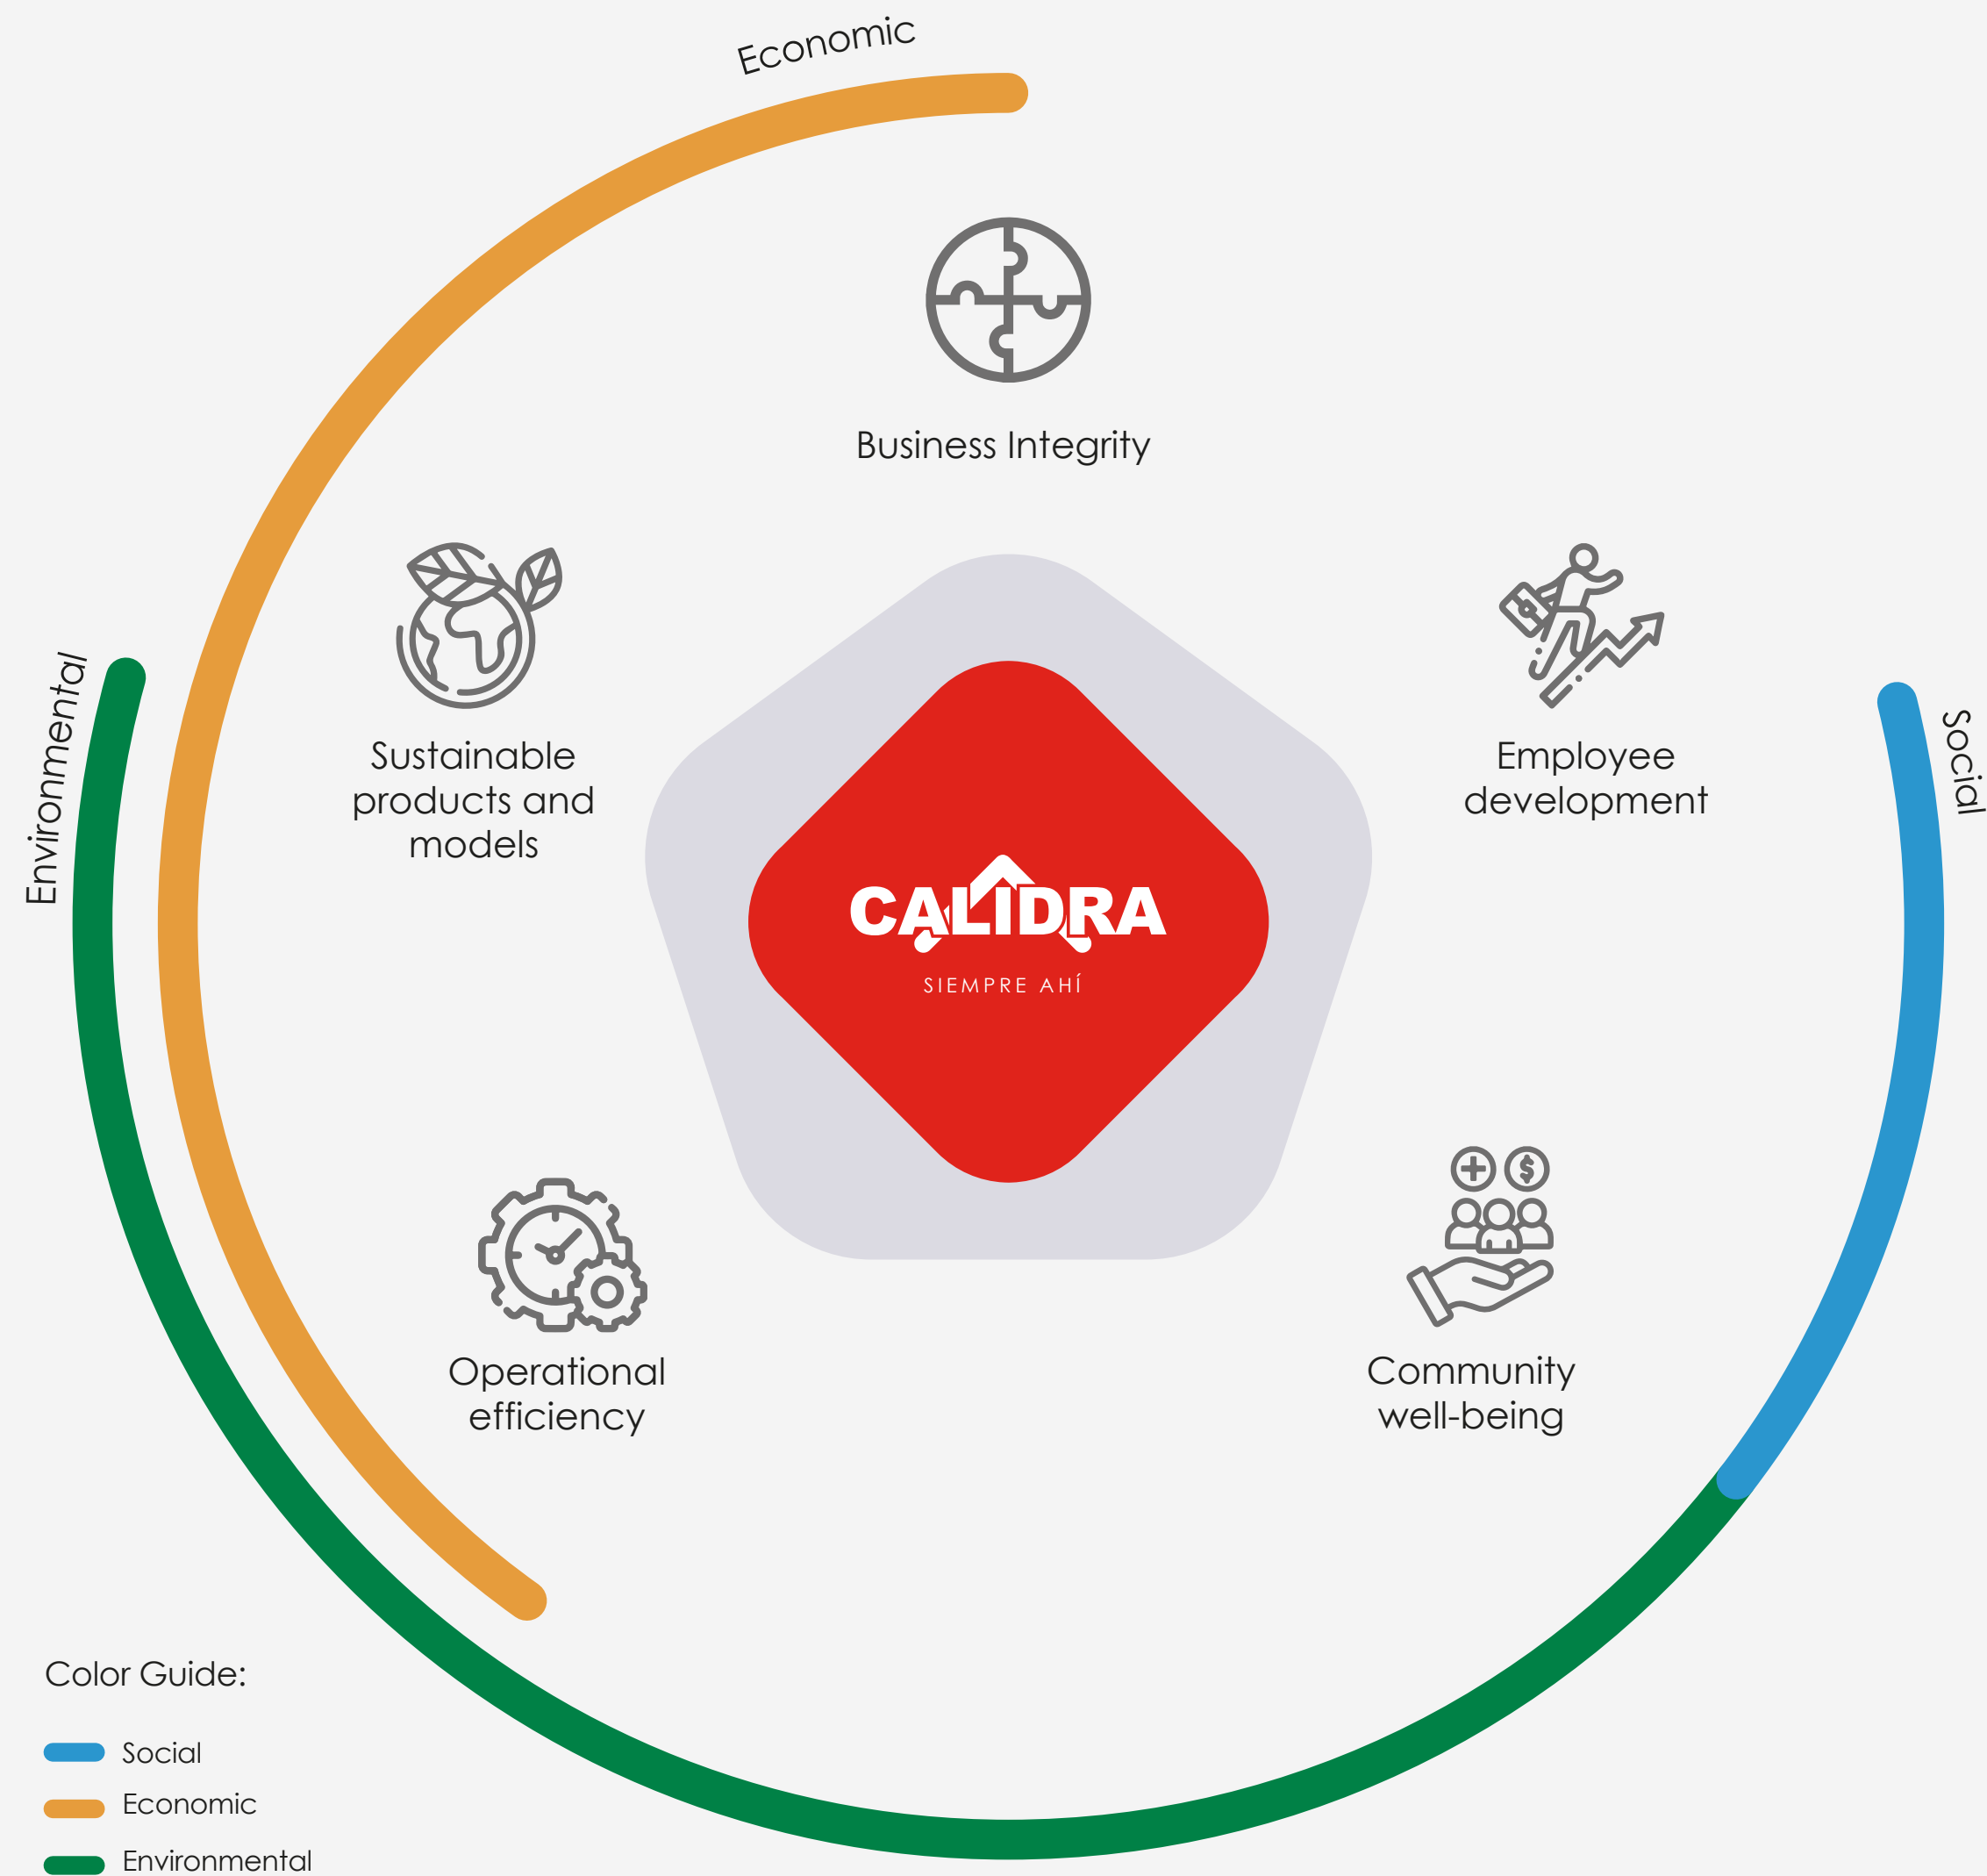 Economic
Business Integrity
Sustainable
products and
models
Employee
development
Environmental
Social
CALIDRA
SIEMPRE AHÍ
Operational
efficiency
Community
well-being
Color Guide:
Social
Economic
Environmental